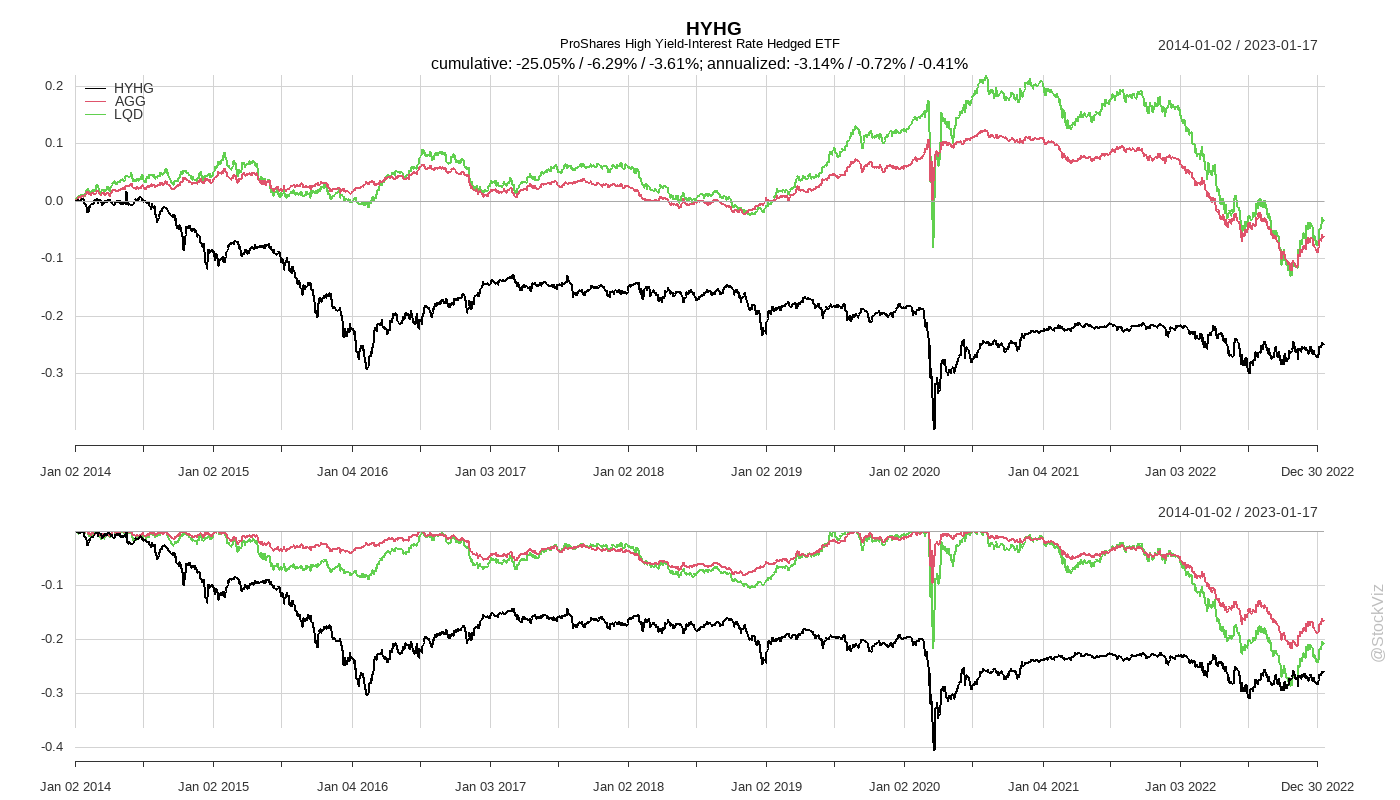 HYHG
ProShares High Yield-Interest Rate Hedged ETF
2014-01-02 / 2023-01-17
cumulative: -25.05% / -6.29% / -3.61%; annualized: -3.14% / -0.72% / -0.41%
HYHG
AGG
LQD
0.2
0.1
0.0
-0.1
-0.2
-0.3
Jan 02 2014 Jan 02 2015 Jan 04 2016 Jan 03 2017 Jan 02 2018 Jan 02 2019 Jan 02 2020 Jan 04 2021 Jan 03 2022 Dec 30 2022
2014-01-02 / 2023-01-17
-0.1
-0.2
-0.3
-0.4
Jan 02 2014 Jan 02 2015 Jan 04 2016 Jan 03 2017 Jan 02 2018 Jan 02 2019 Jan 02 2020 Jan 04 2021 Jan 03 2022 Dec 30 2022
@StockViz